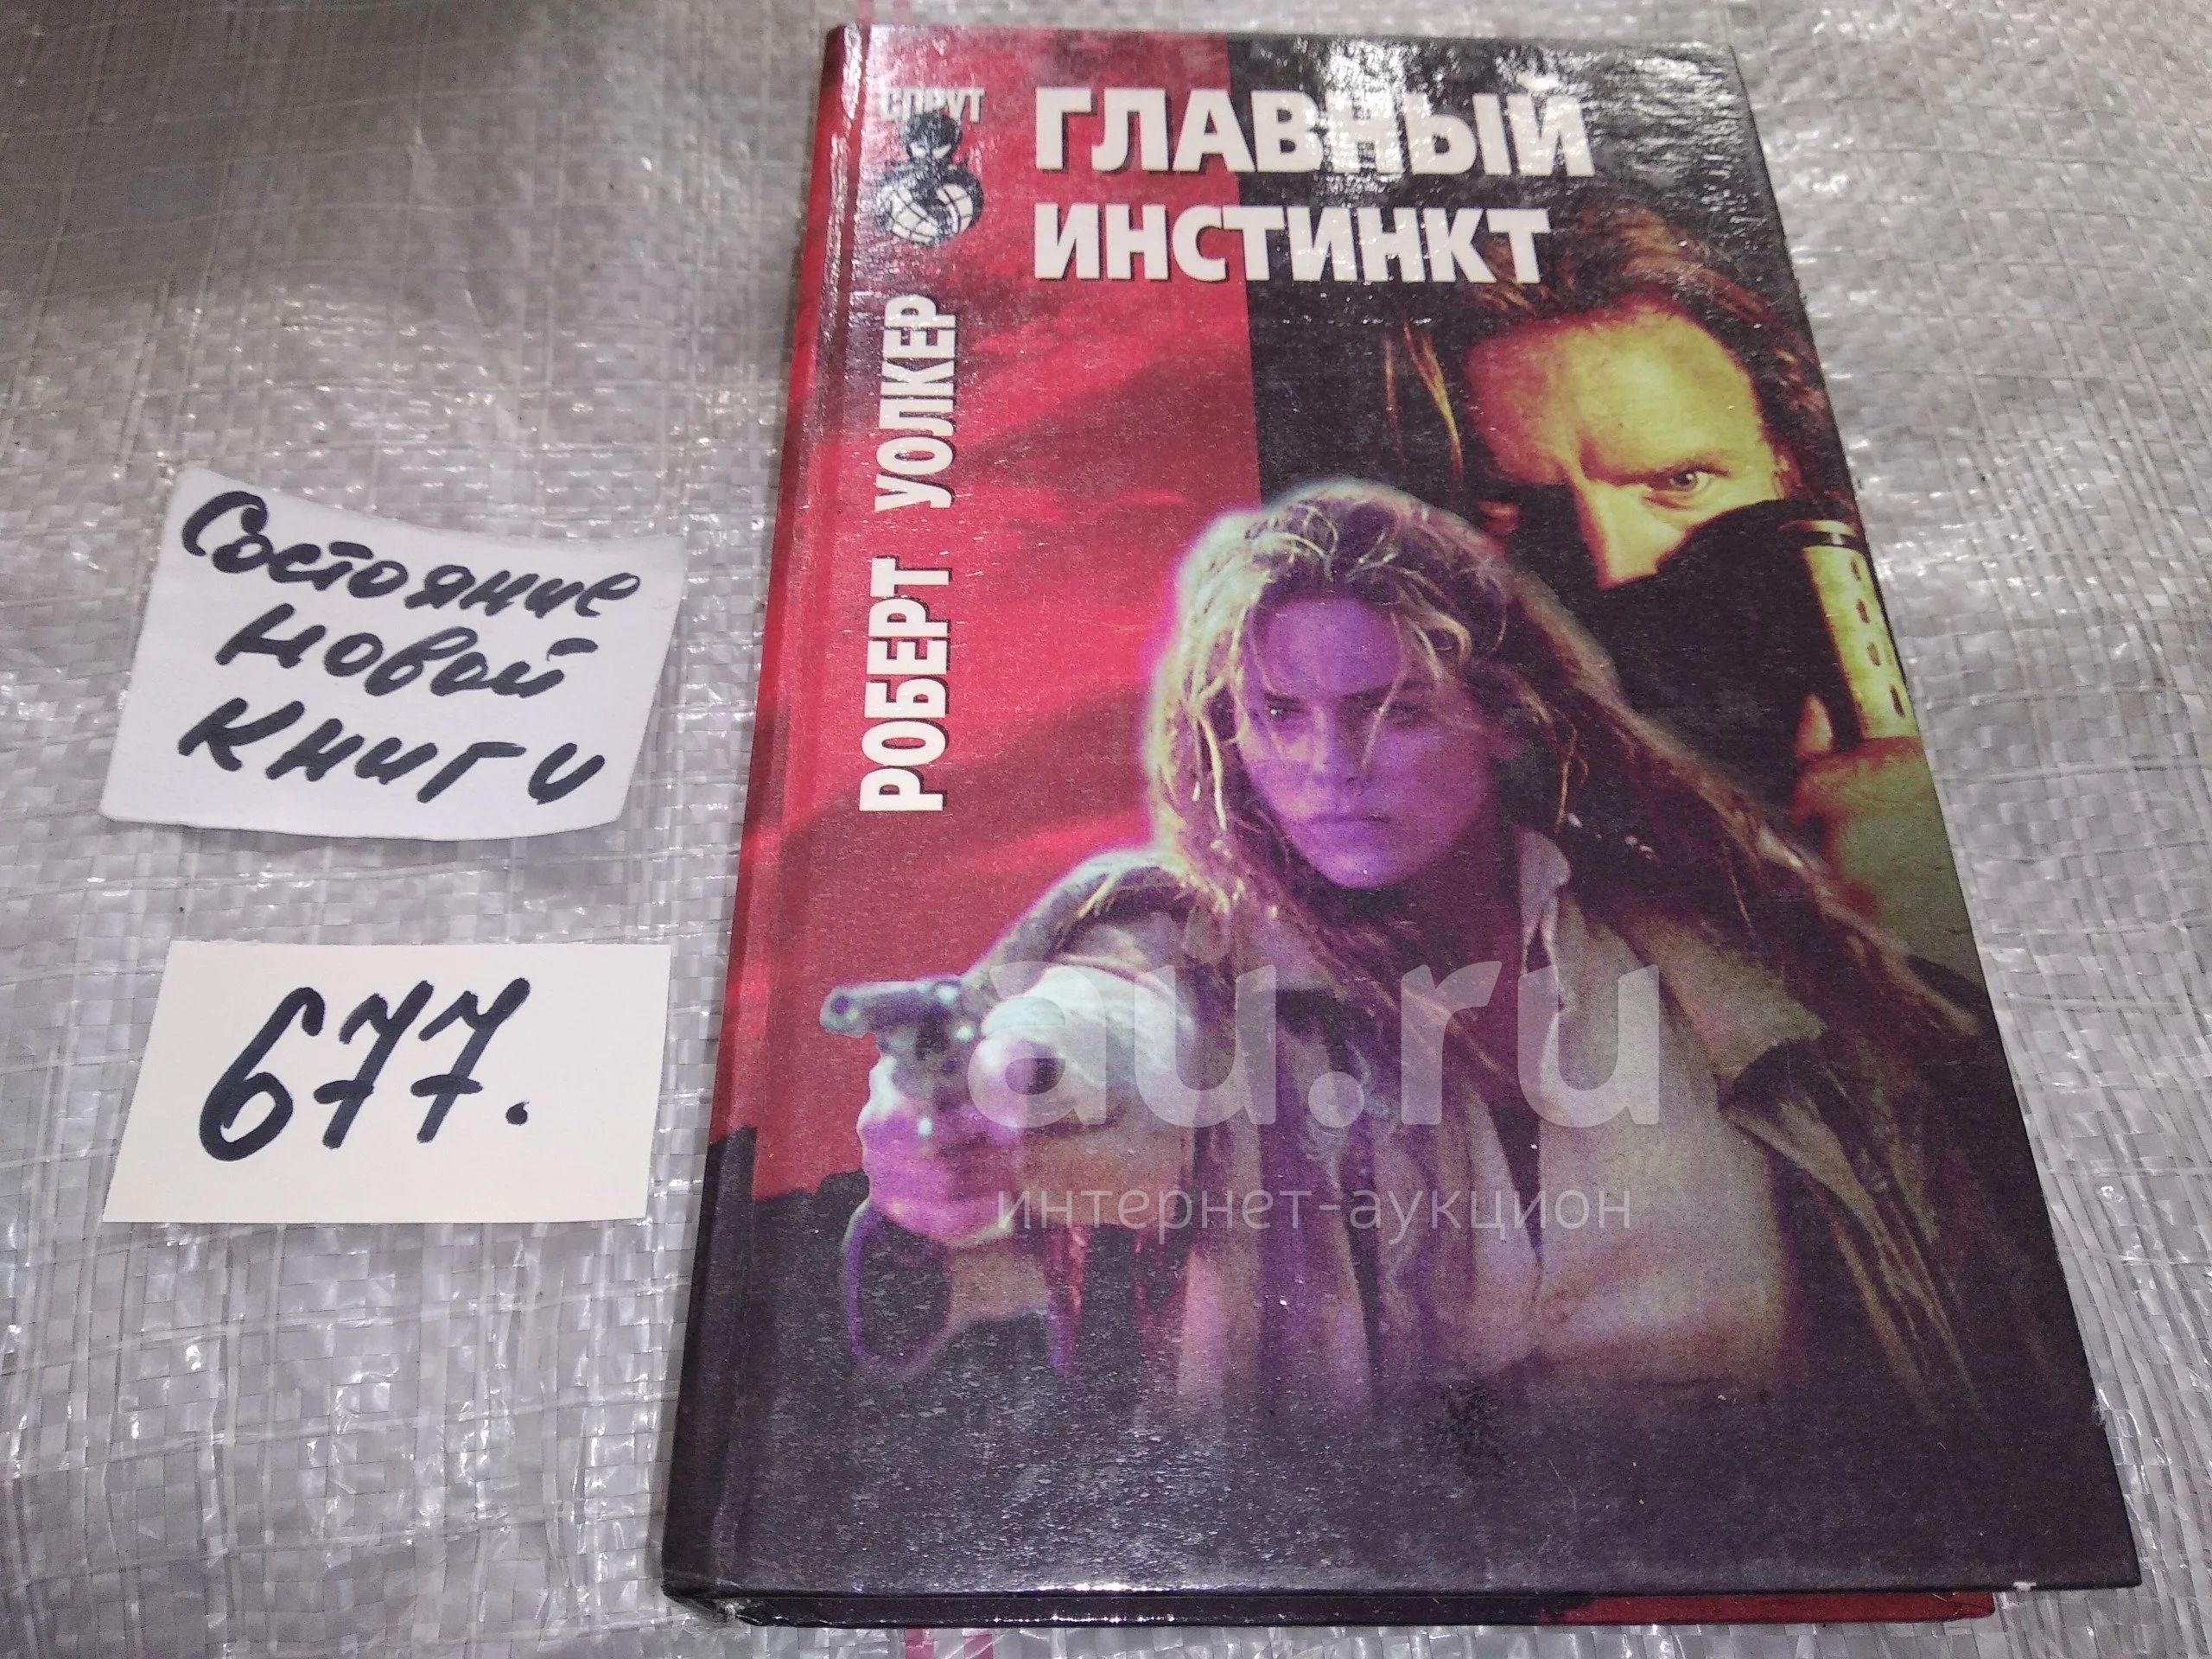 СПРУТ
ГЛАВНЫЙ
ИНСТИНКТ
РОБЕРТ УОЛКЕР
Состояние
новой
книги
677.
au.ru
интернет-аукцион